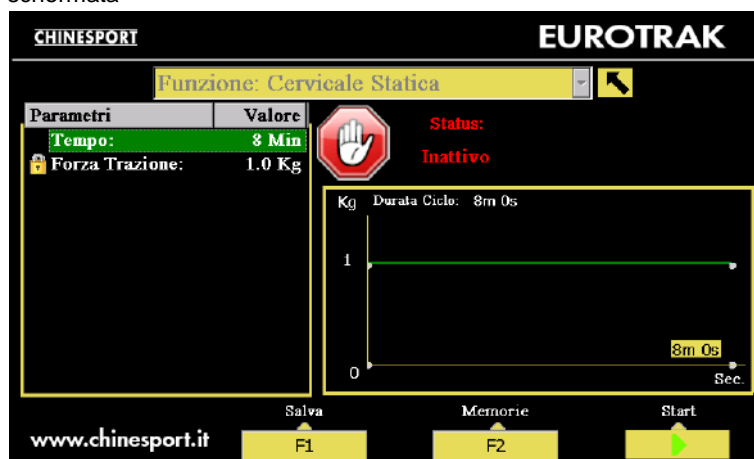 schermata
CHINESPORT
EUROTRAK
Funzione: Cervicale Statica
Parametri Valore
Tempo: 8 Min
Forza Trazione: 1.0 Kg
Status:
Inattivo
Kg Durata Ciclo: 8m 0s
1
8m 0s
0
Sec.
Salva Memorie Start
www.chinesport.it F1 F2